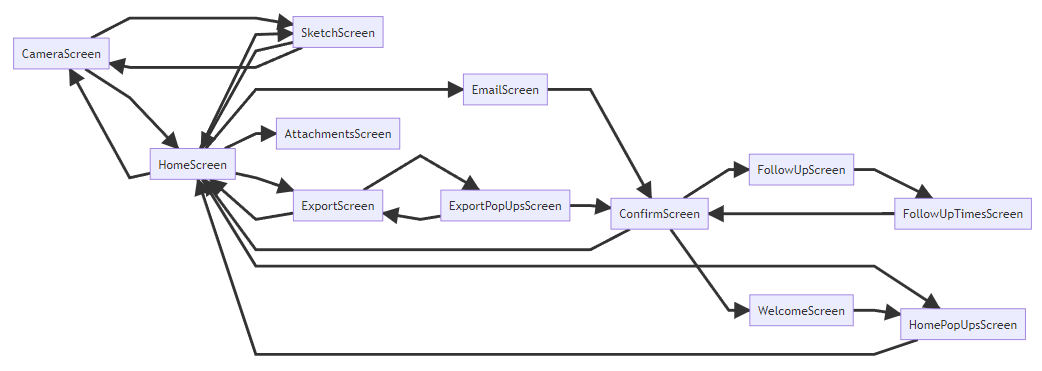 SketchScreen
CameraScreen
EmailScreen
AttachmentsScreen
HomeScreen
FollowUpScreen
ExportScreen
ExportPopUpsScreen
ConfirmScreen
FollowUpTimesScreen
WelcomeScreen
HomePopUpsScreen